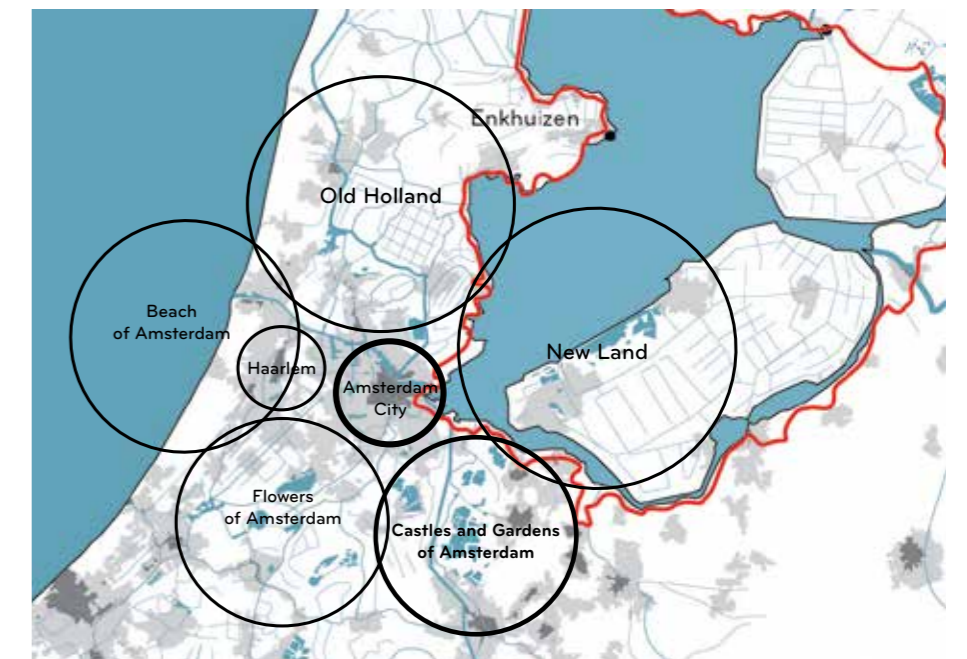 Enkhuizen
Old Holland
Beach
of Amsterdam
New Land
Haarlem
Amsterdam
City
Flowers
of Amsterdam
Castles and Gardens
of Amsterdam